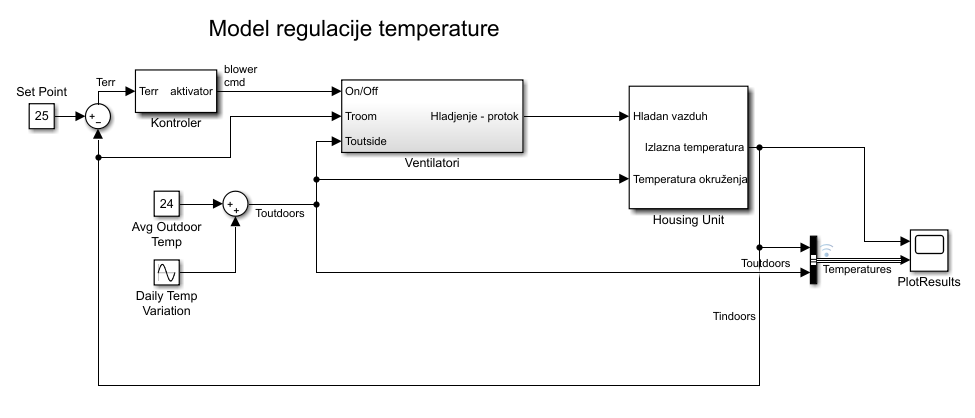 Model regulacije temperature
Set Point
25
+
−
Terr
Terr
aktivator
Kontroler
blower
cmd
On/Off
Troom
Toutside
Hladjenje - protok
Ventilatori
Hladan vazduh
Izlazna temperatura
Temperatura okruženja
Housing Unit
24
Avg Outdoor
Temp
+
+
Toutdoors
Daily Temp
Variation
Toutdoors
Temperatures
PlotResults
Tindoors